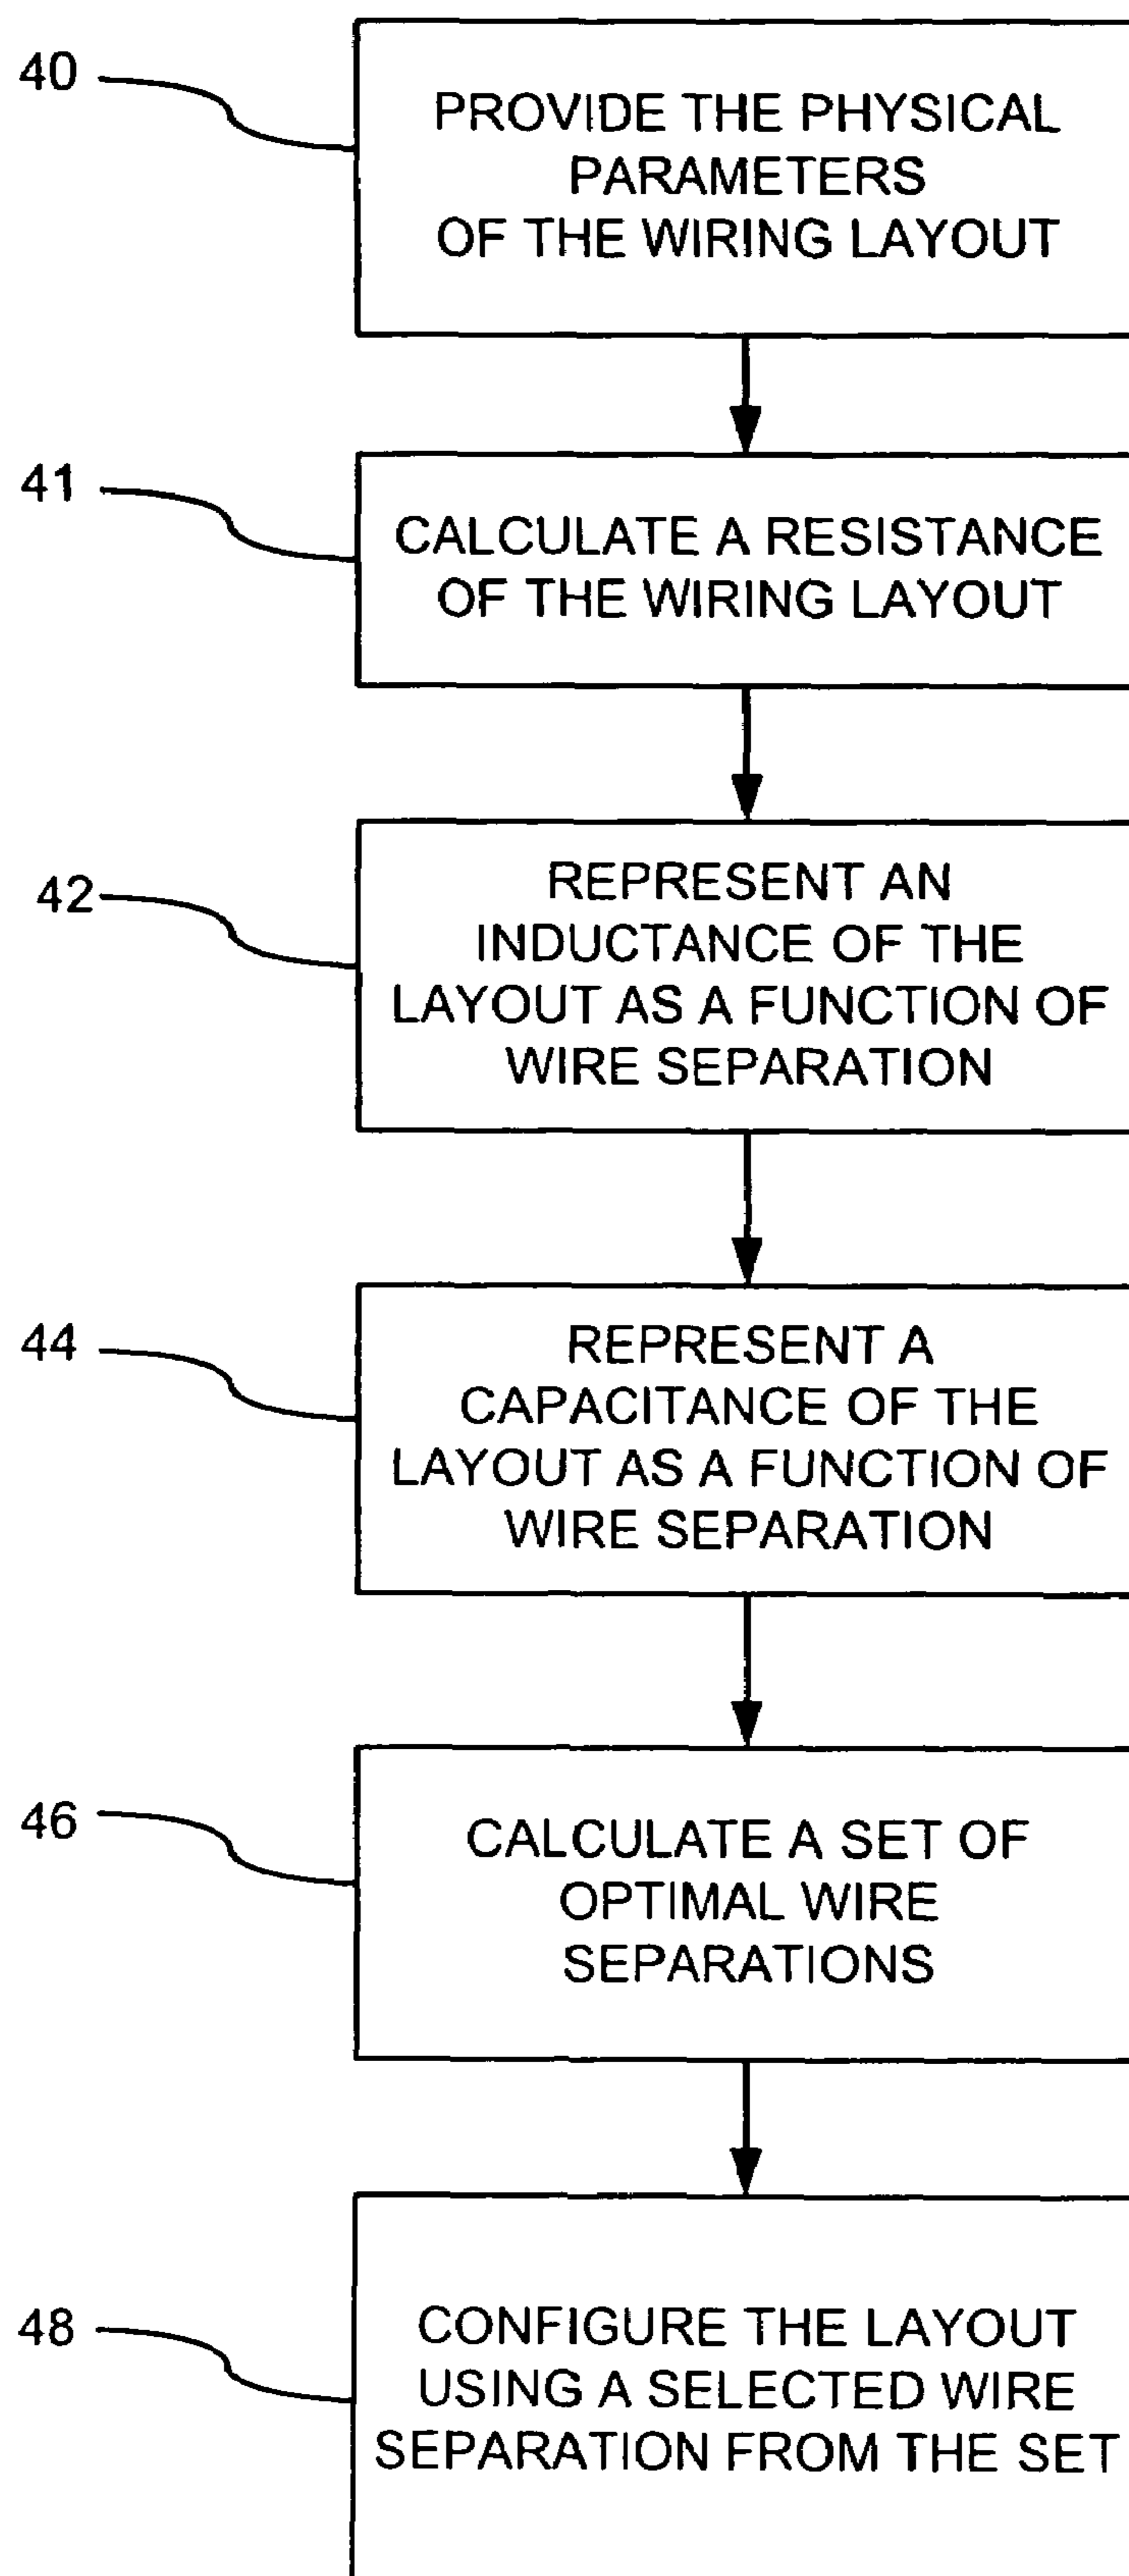 40
PROVIDE THE PHYSICAL
PARAMETERS
OF THE WIRING LAYOUT
41
CALCULATE A RESISTANCE
OF THE WIRING LAYOUT
42
REPRESENT AN
INDUCTANCE OF THE
LAYOUT AS A FUNCTION OF
WIRE SEPARATION
44
REPRESENT A
CAPACITANCE OF THE
LAYOUT AS A FUNCTION OF
WIRE SEPARATION
46
CALCULATE A SET OF
OPTIMAL WIRE
SEPARATIONS
48
CONFIGURE THE LAYOUT
USING A SELECTED WIRE
SEPARATION FROM THE SET